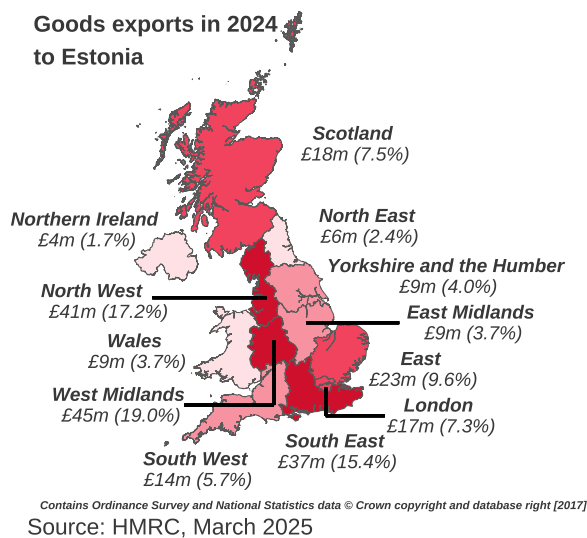 Goods exports in 2024
to Estonia
Scotland
£18m (7.5%)
Northern Ireland
£4m (1.7%)
North East
£6m (2.4%)
Yorkshire and the Humber
£9m (4.0%)
North West
£41m (17.2%)
East Midlands
£9m (3.7%)
Wales
£9m (3.7%)
East
£23m (9.6%)
West Midlands
£45m (19.0%)
London
£17m (7.3%)
South East
£37m (15.4%)
South West
£14m (5.7%)
Contains Ordinance Survey and National Statistics data © Crown copyright and database right [2017]
Source: HMRC, March 2025